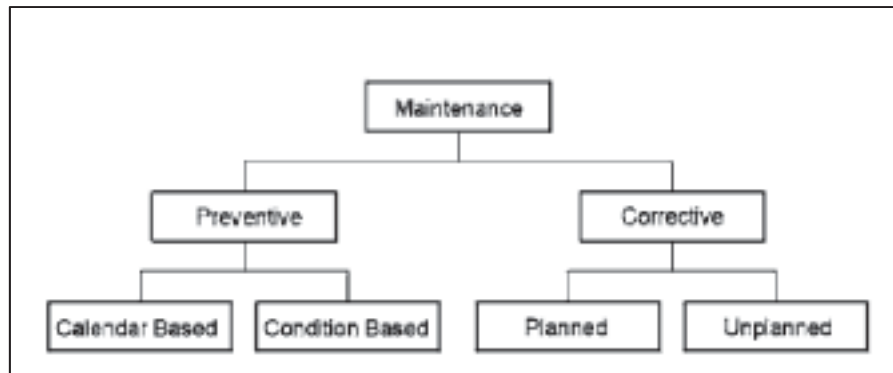 Maintenance
Preventive
Corrective
Calendar Based
Condition Based
Planned
Unplanned